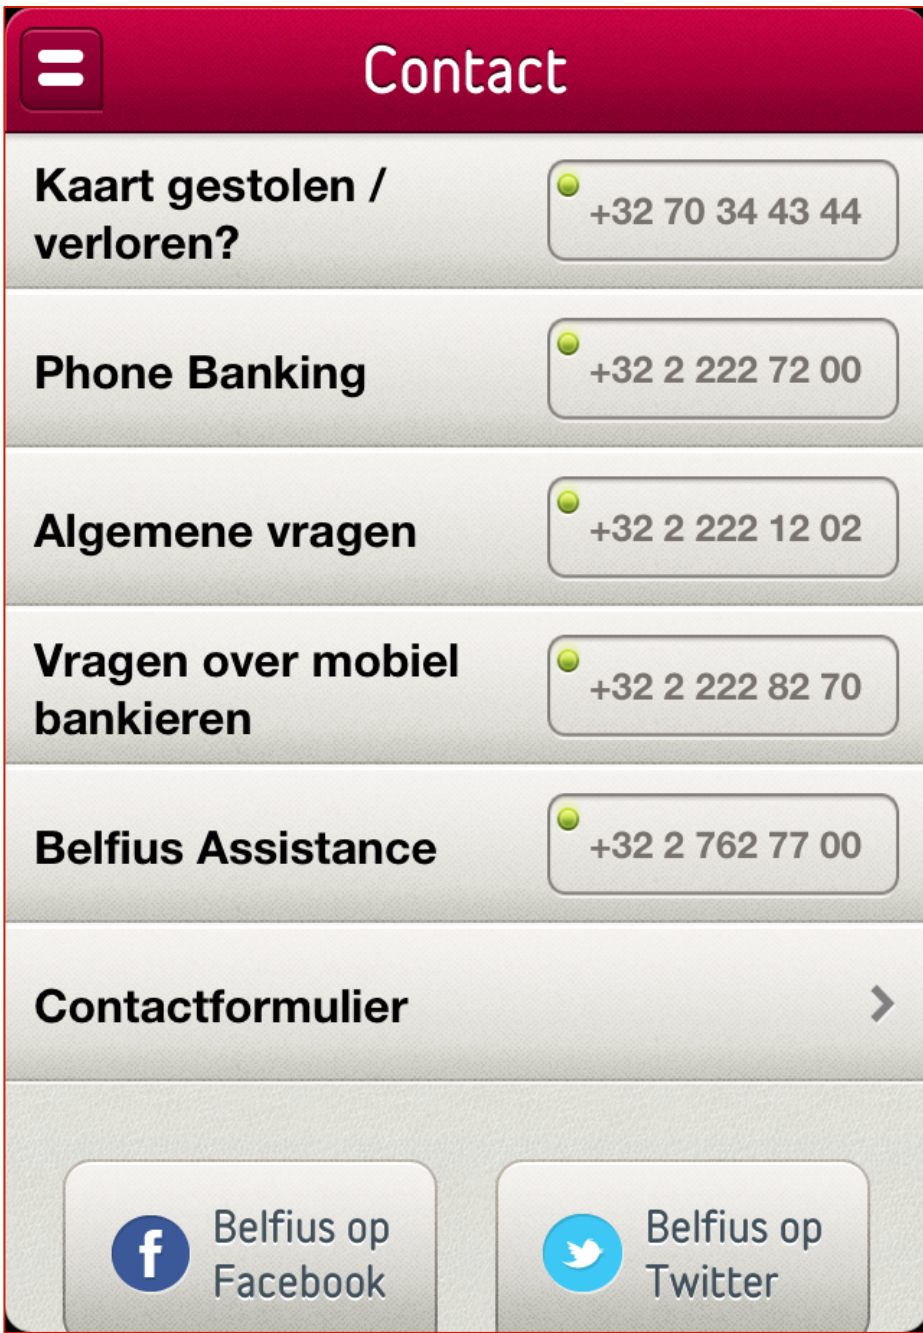 Contact
Kaart gestolen /
verloren?
+32 70 34 43 44
Phone Banking
+32 2 222 72 00
Algemene vragen
+32 2 222 12 02
Vragen over mobiel
bankieren
+32 2 222 82 70
Belfius Assistance
+32 2 762 77 00
Contactformulier
Belfius op
Facebook
Belfius op
Twitter